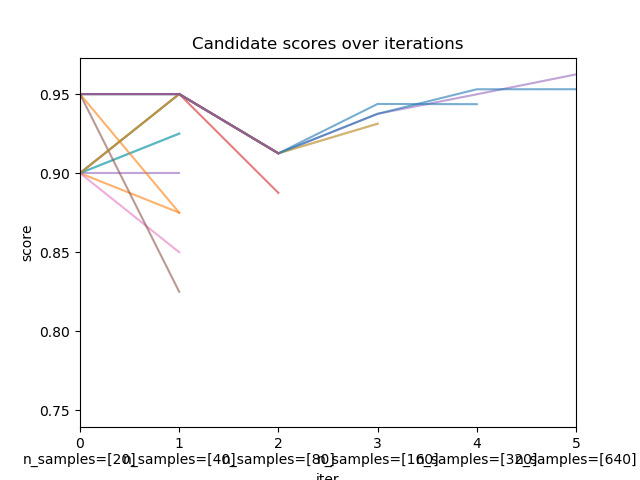 Candidate scores over iterations
score
0.95
0.90
0.85
0.80
0.75
0 1 2 3 4 5
n_samples=[20] n_samples=[40] n_samples=[80] n_samples=[160] n_samples=[320] n_samples=[640]
iter